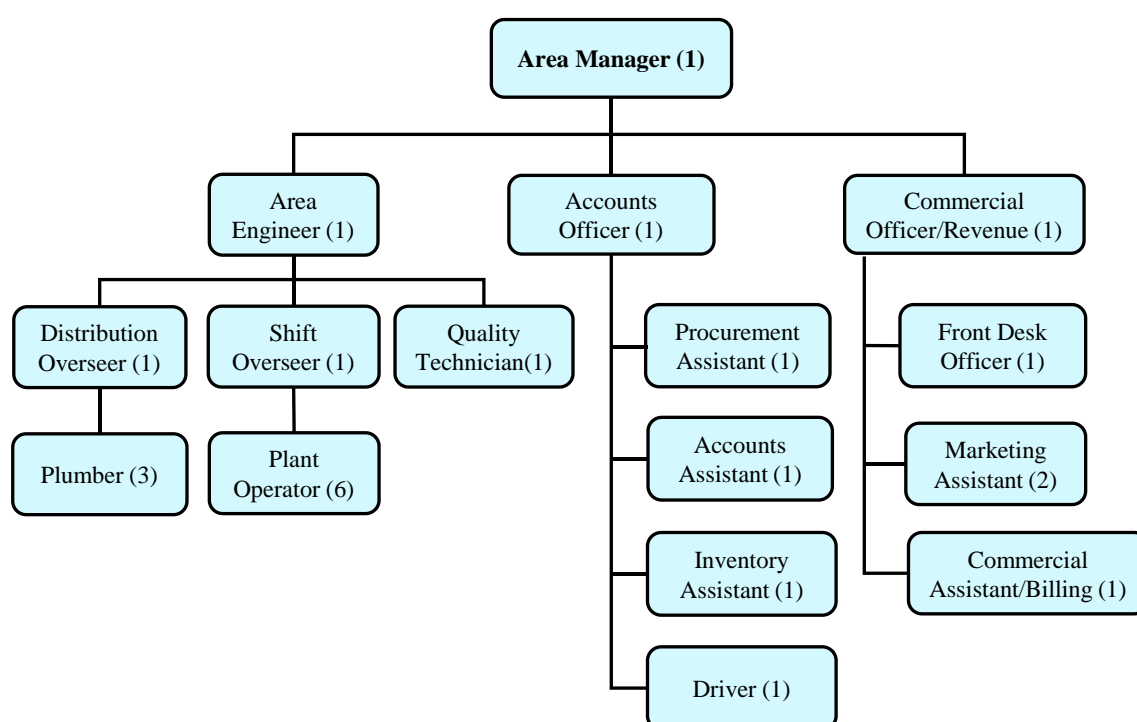 Area Manager (1)
Area
Engineer (1)
Accounts
Officer (1)
Commercial
Officer/Revenue (1)
Distribution
Overseer (1)
Shift
Overseer (1)
Quality
Technician(1)
Plumber (3)
Plant
Operator (6)
Procurement
Assistant (1)
Accounts
Assistant (1)
Inventory
Assistant (1)
Driver (1)
Front Desk
Officer (1)
Marketing
Assistant (2)
Commercial
Assistant/Billing (1)